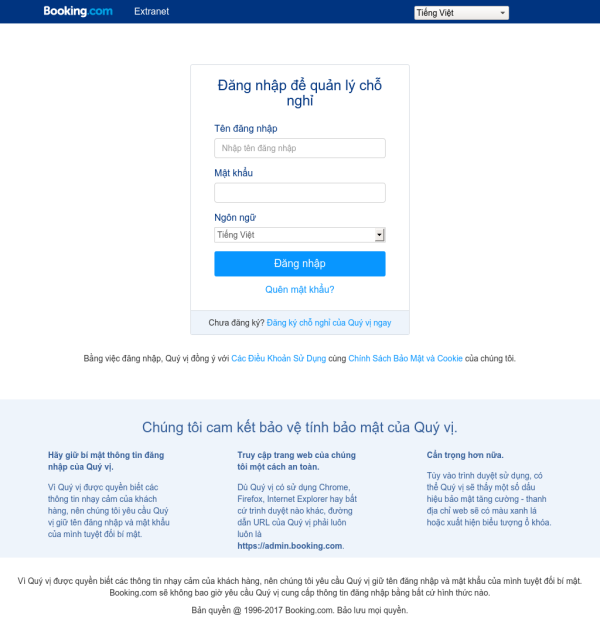 Booking.com Extranet Tiếng Việt
Đăng nhập để quản lý chỗ
nghỉ
Tên đăng nhập
Nhập tên đăng nhập
Mật khẩu
Ngôn ngữ
Tiếng Việt
Đăng nhập
Quên mật khẩu?
Chưa đăng ký? Đăng ký chỗ nghỉ của Quý vị ngay
Bằng việc đăng nhập, Quý vị đồng ý với Các Điều Khoản Sử Dụng cùng Chính Sách Bảo Mật và Cookie của chúng tôi.
Chúng tôi cam kết bảo vệ tính bảo mật của Quý vị.
Hãy giữ bí mật thông tin đăng
nhập của Quý vị.
Vì Quý vị được quyền biết các
thông tin nhạy cảm của khách
hàng, nên chúng tôi yêu cầu Quý
vị giữ tên đăng nhập và mật khẩu
của mình tuyệt đối bí mật.
Truy cập trang web của chúng
tôi một cách an toàn.
Dù Quý vị có sử dụng Chrome,
Firefox, Internet Explorer hay bất
cứ trình duyệt nào khác, đường
dẫn URL của Quý vị phải luôn
luôn là
https://admin.booking.com.
Cẩn trọng hơn nữa.
Tùy vào trình duyệt sử dụng, có
thể Quý vị sẽ thấy một số dấu
hiệu bảo mật tăng cường - thanh
địa chỉ web sẽ có màu xanh lá
hoặc xuất hiện biểu tượng ổ khóa.
Vì Quý vị được quyền biết các thông tin nhạy cảm của khách hàng, nên chúng tôi yêu cầu Quý vị giữ tên đăng nhập và mật khẩu của mình tuyệt đối bí mật.
Booking.com sẽ không bao giờ yêu cầu Quý vị cung cấp thông tin đăng nhập bằng bất cứ hình thức nào.
Bản quyền @ 1996-2017 Booking.com. Bảo lưu mọi quyền.